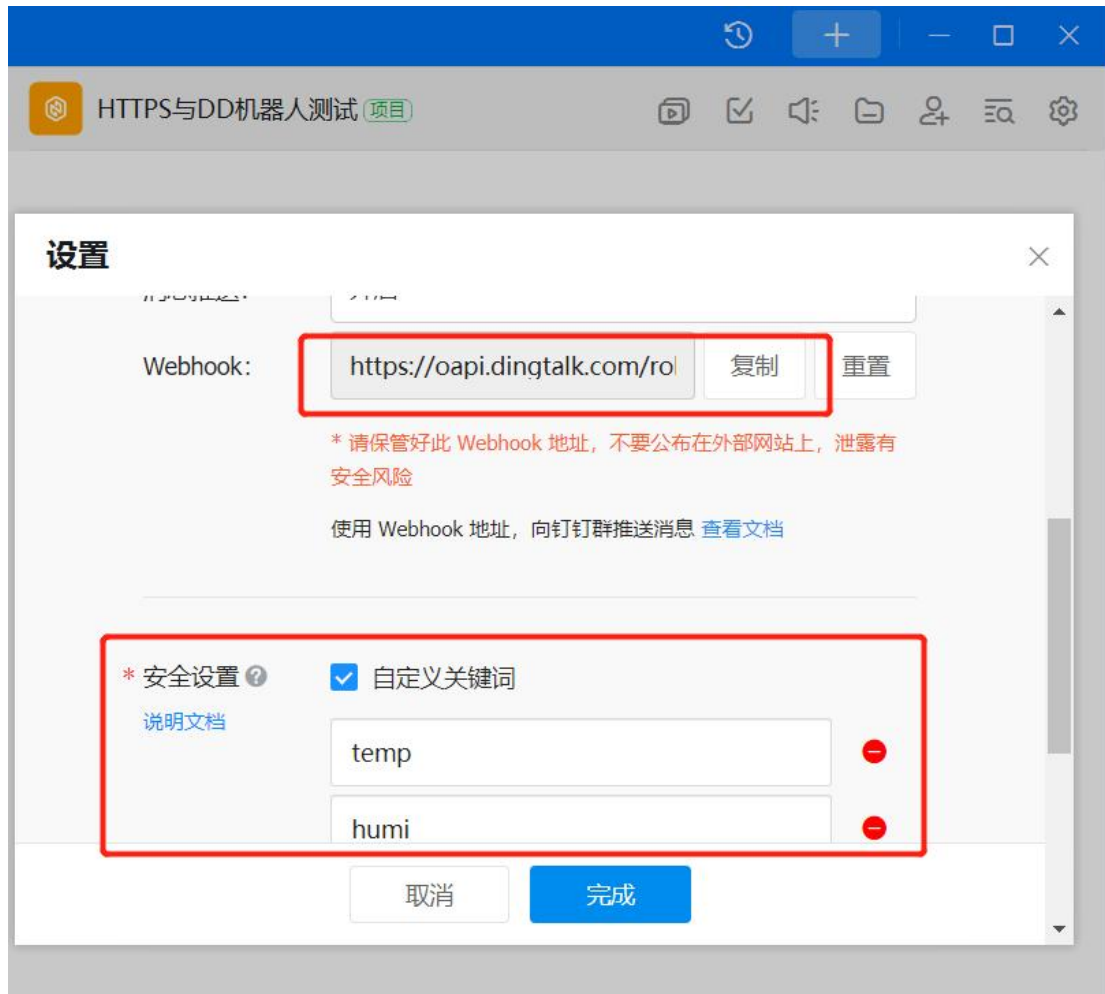 HTTPS与DD机器人测试 项目
设置
Webhook：
https://oapi.dingtalk.com/ro
复制
重置
* 请保管好此 Webhook 地址，不要公布在外部网站上，泄露有
安全风险
使用 Webhook 地址，向钉钉群推送消息 查看文档
* 安全设置
自定义关键词
说明文档
temp
humi
取消
完成